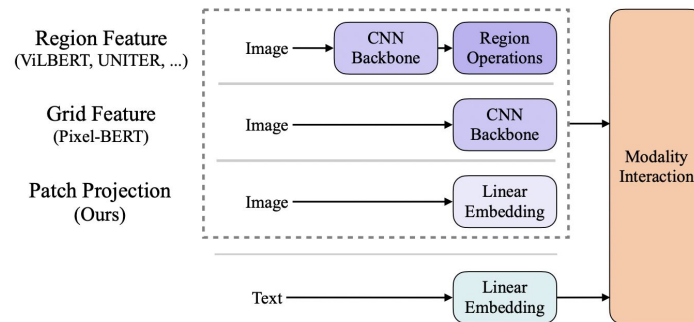 Region Feature
(ViLBERT, UNITER, ...)
Image
CNN
Backbone
Region
Operations
Grid Feature
(Pixel-BERT)
Image
CNN
Backbone
Modality
Interaction
Patch Projection
(Ours)
Image
Linear
Embedding
Text
Linear
Embedding